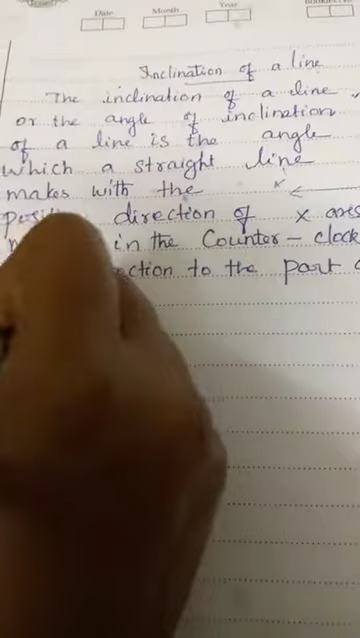 Date
Month
Year
Inclination of a line
The inclination of a line
or the angle of inclination
of a line is the angle
which a straight line
makes with the
direction of x axis
in the Counter - clock
ction to the part